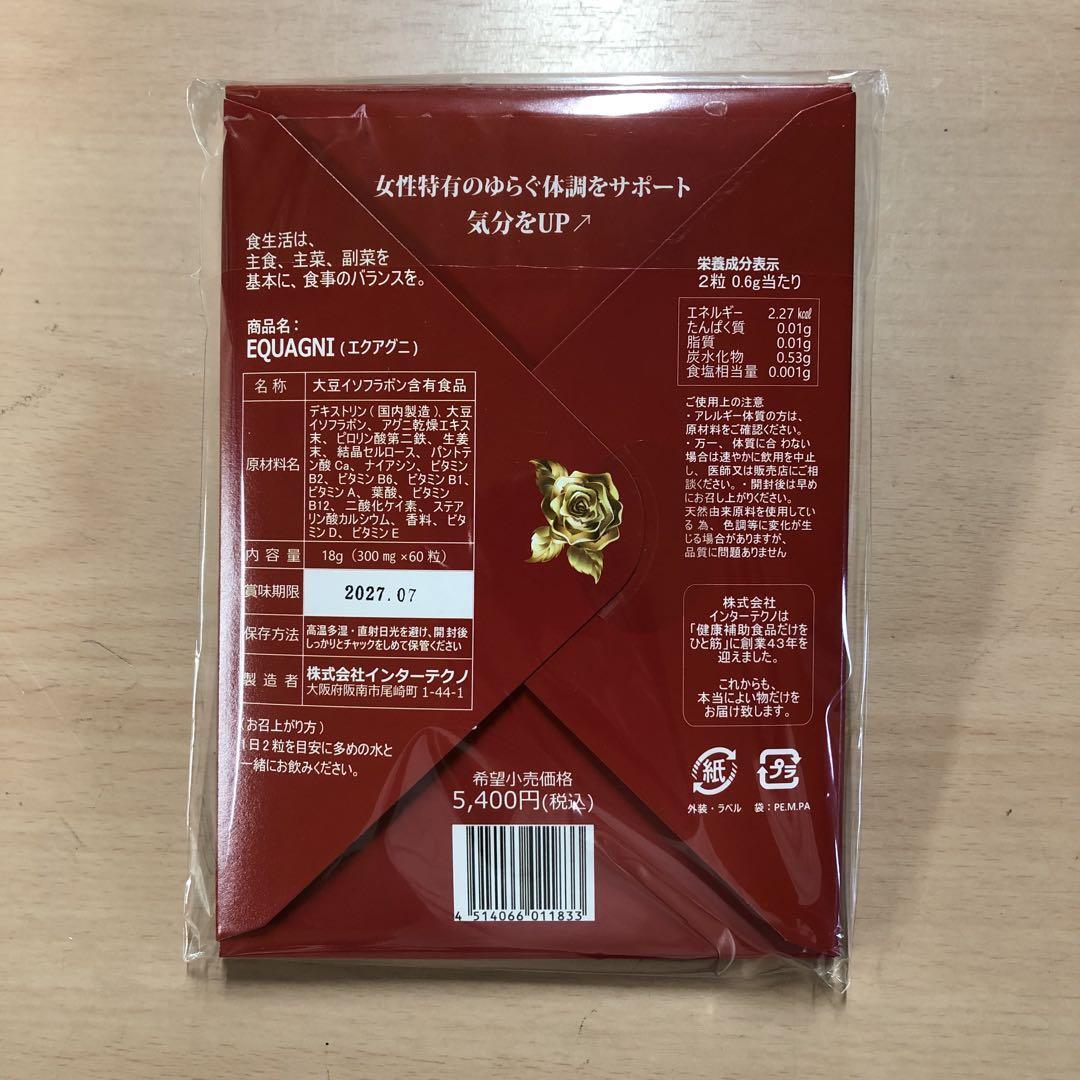 女性特有のゆらぐ体調をサポート
気分をUP↗
食生活は、
主食、主菜、副菜を
基本に、食事のバランスを。
商品名：
EQUAGNI (エクアグニ)
名称 大豆イソフラボン含有食品
原材料名
デキストリン(国内製造)、大豆
イソフラボン、アグニ乾燥エキス
末、ピロリン酸第二鉄、生姜
末、結晶セルロース、パントテ
ン酸Ca、ナイアシン、ビタミン
B2、ビタミンB6、ビタミンB1、
ビタミンA、葉酸、ビタミン
B12、二酸化ケイ素、ステア
リン酸カルシウム、香料、ビタ
ミンD、ビタミンE
内容量 18g（300㎎×60粒）
賞味期限 2027.07
保存方法 高温多湿・直射日光を避け、開封後
しっかりとチャックをしめて保管ください
製造者 株式会社インターテクノ
大阪府阪南市尾崎町 1-44-1
(お召上がり方)
1日2粒を目安に多めの水と
一緒にお飲みください。
栄養成分表示
2粒 0.6g当たり
エネルギー 2.27㎉
たんぱく質 0.01g
脂質 0.01g
炭水化物 0.53g
食塩相当量 0.001g
ご使用上の注意
・アレルギー体質の方は、
原材料をご確認ください。
・万一、体質に合わない
場合は速やかに飲用を中止
し、医師又は販売店にご相
談ください。・開封後は早め
にお召し上がりください。
天然由来原料を使用してい
る為、色調等に変化が生
じる場合がありますが、
品質に問題ありません
株式会社
インターテクノは
「健康補助食品だけを
ひと筋」に創業43年を
迎えました。
これからも、
本当によい物だけを
お届け致します。
紙 プラ
外装・ラベル 袋：PE.M.PA
希望小売価格
5,400円(税込)
4 514066 011833